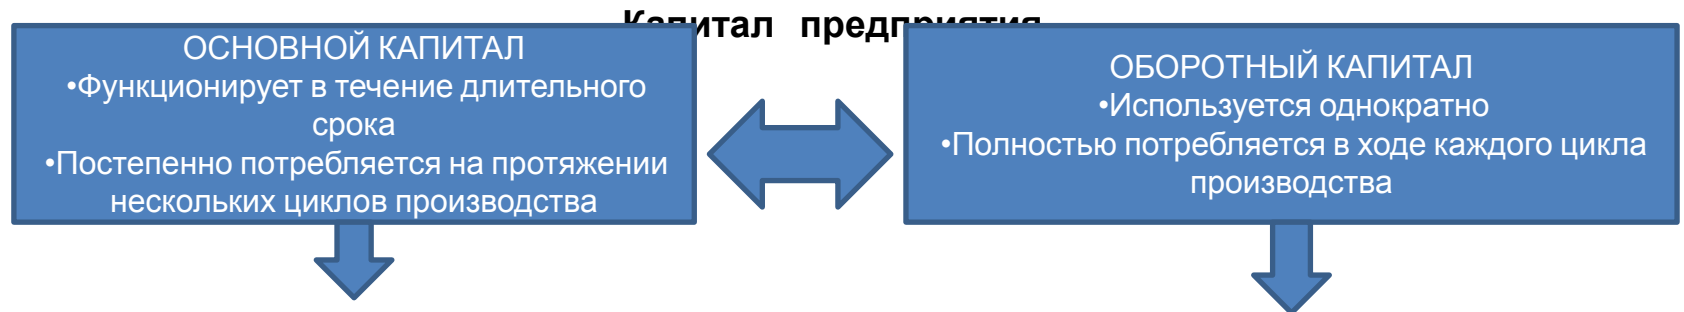 Капитал предприятия
ОСНОВНОЙ КАПИТАЛ
•Функционирует в течение длительного
срока
•Постепенно потребляется на протяжении
нескольких циклов производства
ОБОРОТНЫЙ КАПИТАЛ
•Используется однократно
•Полностью потребляется в ходе каждого цикла
производства